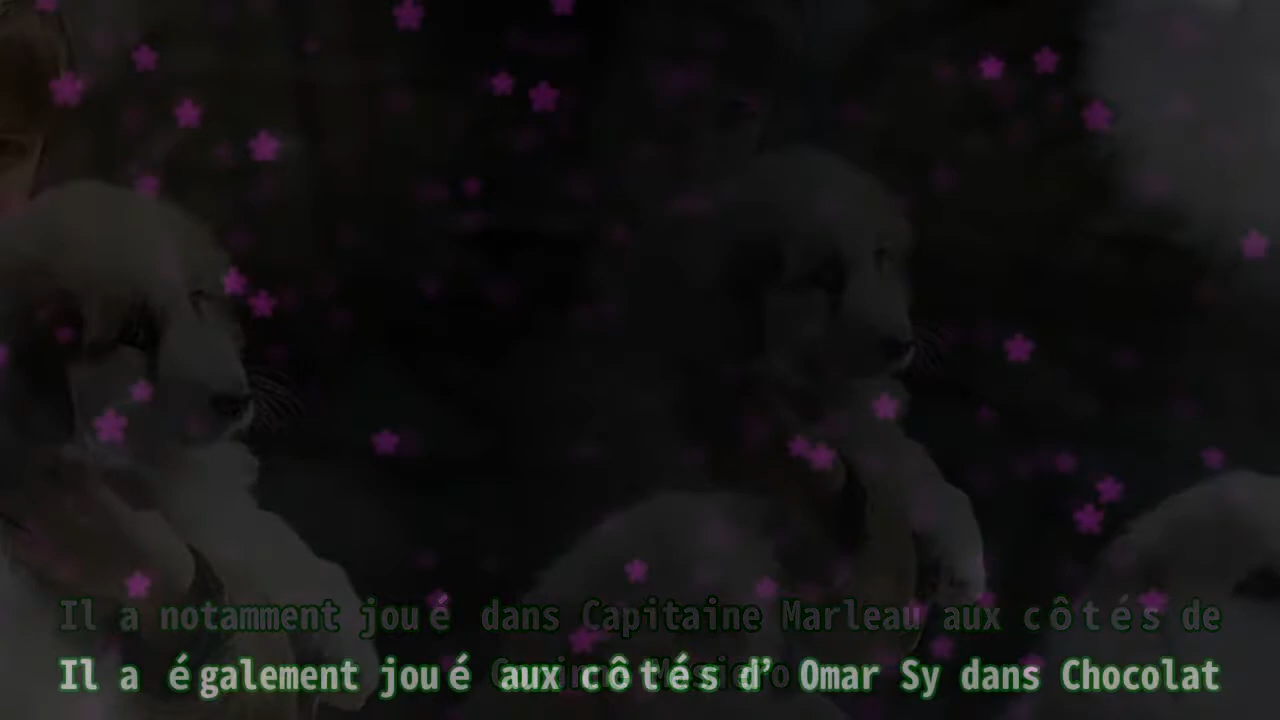 Il a notamment joué dans Capitaine Marleau aux côtés de
Il a également joué aux côtés d’ Omar Sy dans Chocolat